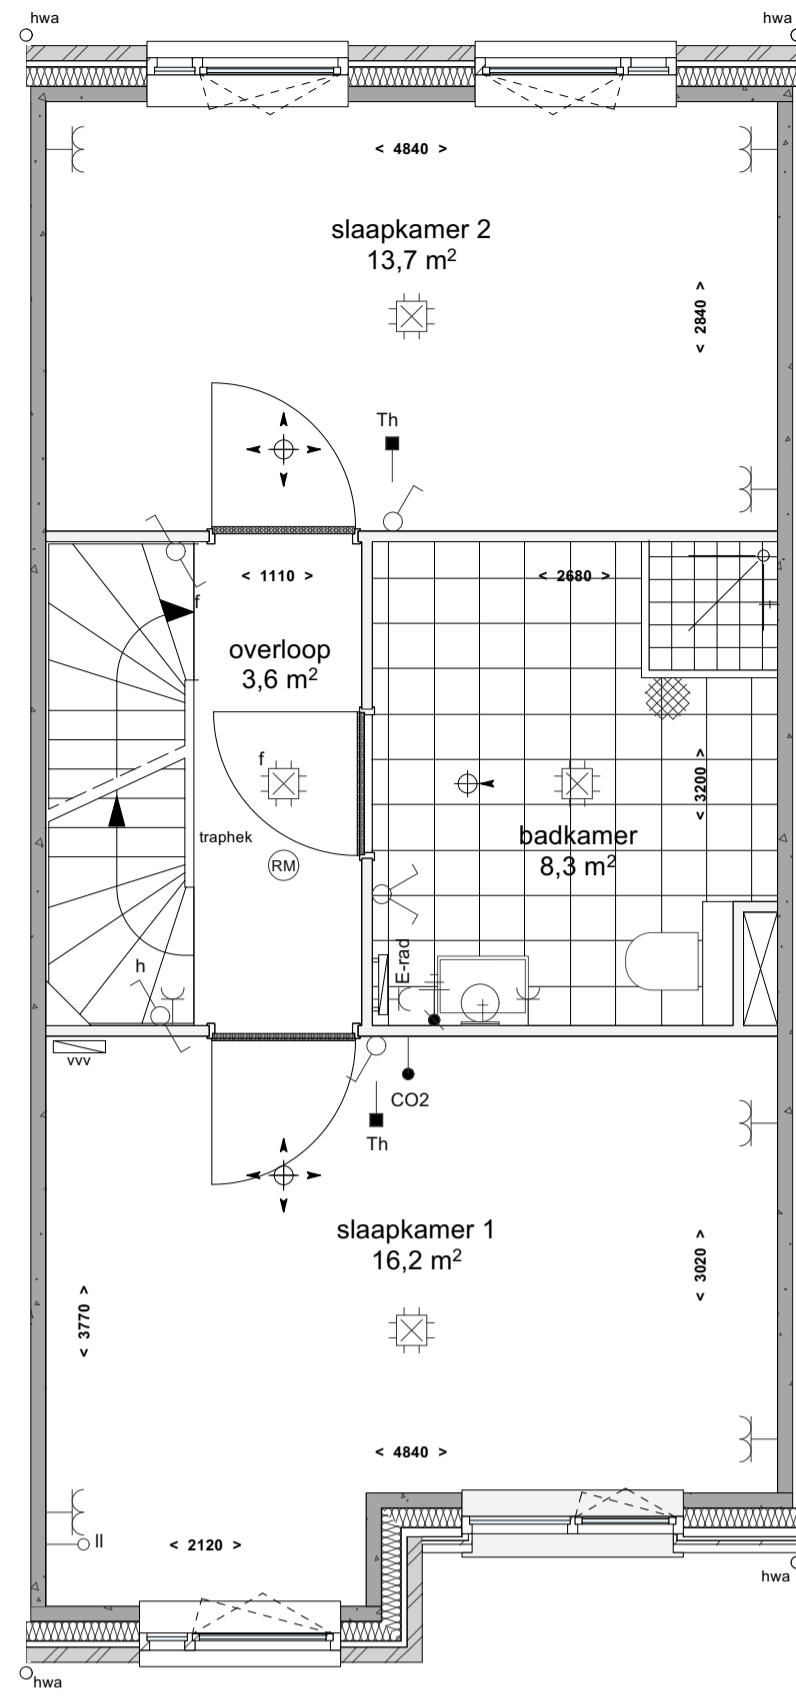 hwa
hwa
< 4840 >
slaapkamer 2
13,7 m²
< 2840 >
Th
< 1110 >
< 2680 >
f
overloop
3,6 m²
f
< 3200 >
traphek
badkamer
8,3 m²
RM
E-rad
h
vvv
CO2
Th
slaapkamer 1
16,2 m²
< 3020 >
< 3770 >
< 4840 >
ll
< 2120 >
hwa
hwa